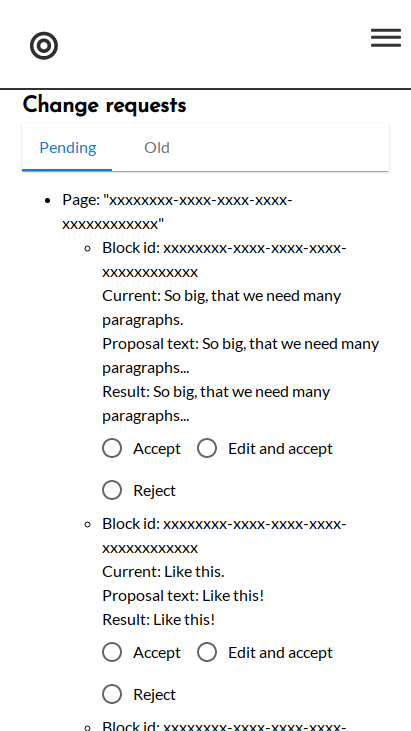 Change requests
Pending Old
Page: "xxxxxxxx-xxxx-xxxx-xxxx-
xxxxxxxxxxxx"
Block id: xxxxxxxx-xxxx-xxxx-xxxx-
xxxxxxxxxxxx
Current: So big, that we need many
paragraphs.
Proposal text: So big, that we need many
paragraphs...
Result: So big, that we need many
paragraphs...
Accept Edit and accept
Reject
Block id: xxxxxxxx-xxxx-xxxx-xxxx-
xxxxxxxxxxxx
Current: Like this.
Proposal text: Like this!
Result: Like this!
Accept Edit and accept
Reject
Block id: xxxxxxxx-xxxx-xxxx-xxxx-